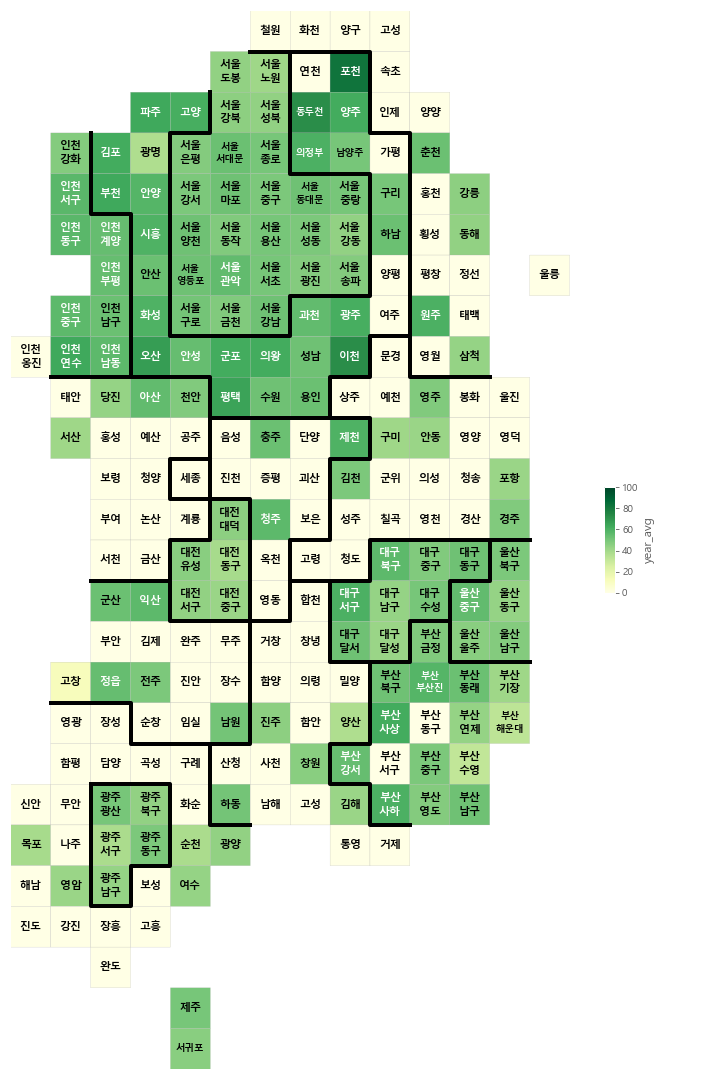 철원 화천 양구 고성
서울 도봉 서울 노원 연천 포천 속초
파주 고양 서울 강북 서울 성북 동두천 양주 인제 양양
인천 강화 김포 광명 서울 은평 서울 서대문 서울 종로 의정부 남양주 가평 춘천
인천 서구 부천 안양 서울 강서 서울 마포 서울 중구 서울 동대문 서울 중랑 구리 홍천 강릉
인천 동구 인천 계양 시흥 서울 양천 서울 동작 서울 용산 서울 성동 서울 강동 하남 횡성 동해
인천 부평 안산 서울 영등포 서울 관악 서울 서초 서울 광진 서울 송파 양평 평창 정선 울릉
인천 중구 인천 남구 화성 서울 구로 서울 금천 서울 강남 과천 광주 여주 원주 태백
인천 옹진 인천 연수 인천 남동 오산 안성 군포 의왕 성남 이천 문경 영월 삼척
태안 당진 아산 천안 평택 수원 용인 상주 예천 영주 봉화 울진
서산 홍성 예산 공주 음성 충주 단양 제천 구미 안동 영양 영덕
보령 청양 세종 진천 증평 괴산 김천 군위 의성 청송 포항
부여 논산 계룡 대전 대덕 청주 보은 성주 칠곡 영천 경산 경주
서천 금산 대전 유성 대전 동구 옥천 고령 청도 대구 북구 대구 중구 대구 동구 울산 북구
군산 익산 대전 서구 대전 중구 영동 합천 대구 서구 대구 남구 대구 수성 울산 중구 울산 동구
부안 김제 완주 무주 거창 창녕 대구 달서 대구 달성 부산 금정 울산 울주 울산 남구
고창 정읍 전주 진안 장수 함양 의령 밀양 부산 북구 부산 부산진 부산 동래 부산 기장
영광 장성 순창 임실 남원 진주 함안 양산 부산 사상 부산 동구 부산 연제 부산 해운대
함평 담양 곡성 구례 산청 사천 창원 부산 강서 부산 서구 부산 중구 부산 수영
신안 무안 광주 광산 광주 북구 화순 하동 남해 고성 김해 부산 사하 부산 영도 부산 남구
목포 나주 광주 서구 광주 동구 순천 광양 통영 거제
해남 영암 광주 남구 보성 여수
진도 강진 장흥 고흥
완도
제주
서귀포
100
80
60
40
20
0
year_avg